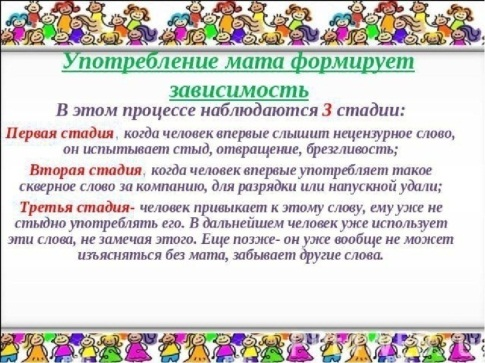 Употребление мата формирует
зависимость
В этом процессе наблюдаются 3 стадии:
Первая стадия, когда человек впервые слышит нецензурное слово,
он испытывает стыд, отвращение, брезгливость;
Вторая стадия, когда человек впервые употребляет такое
скверное слово за компанию, для разрядки или напускной удали;
Третья стадия- человек привыкает к этому слову, ему уже не
стыдно употреблять его. В дальнейшем человек уже использует
эти слова, не замечая этого. Еще позже- он уже вообще не может
изъясняться без мата, забывает другие слова.